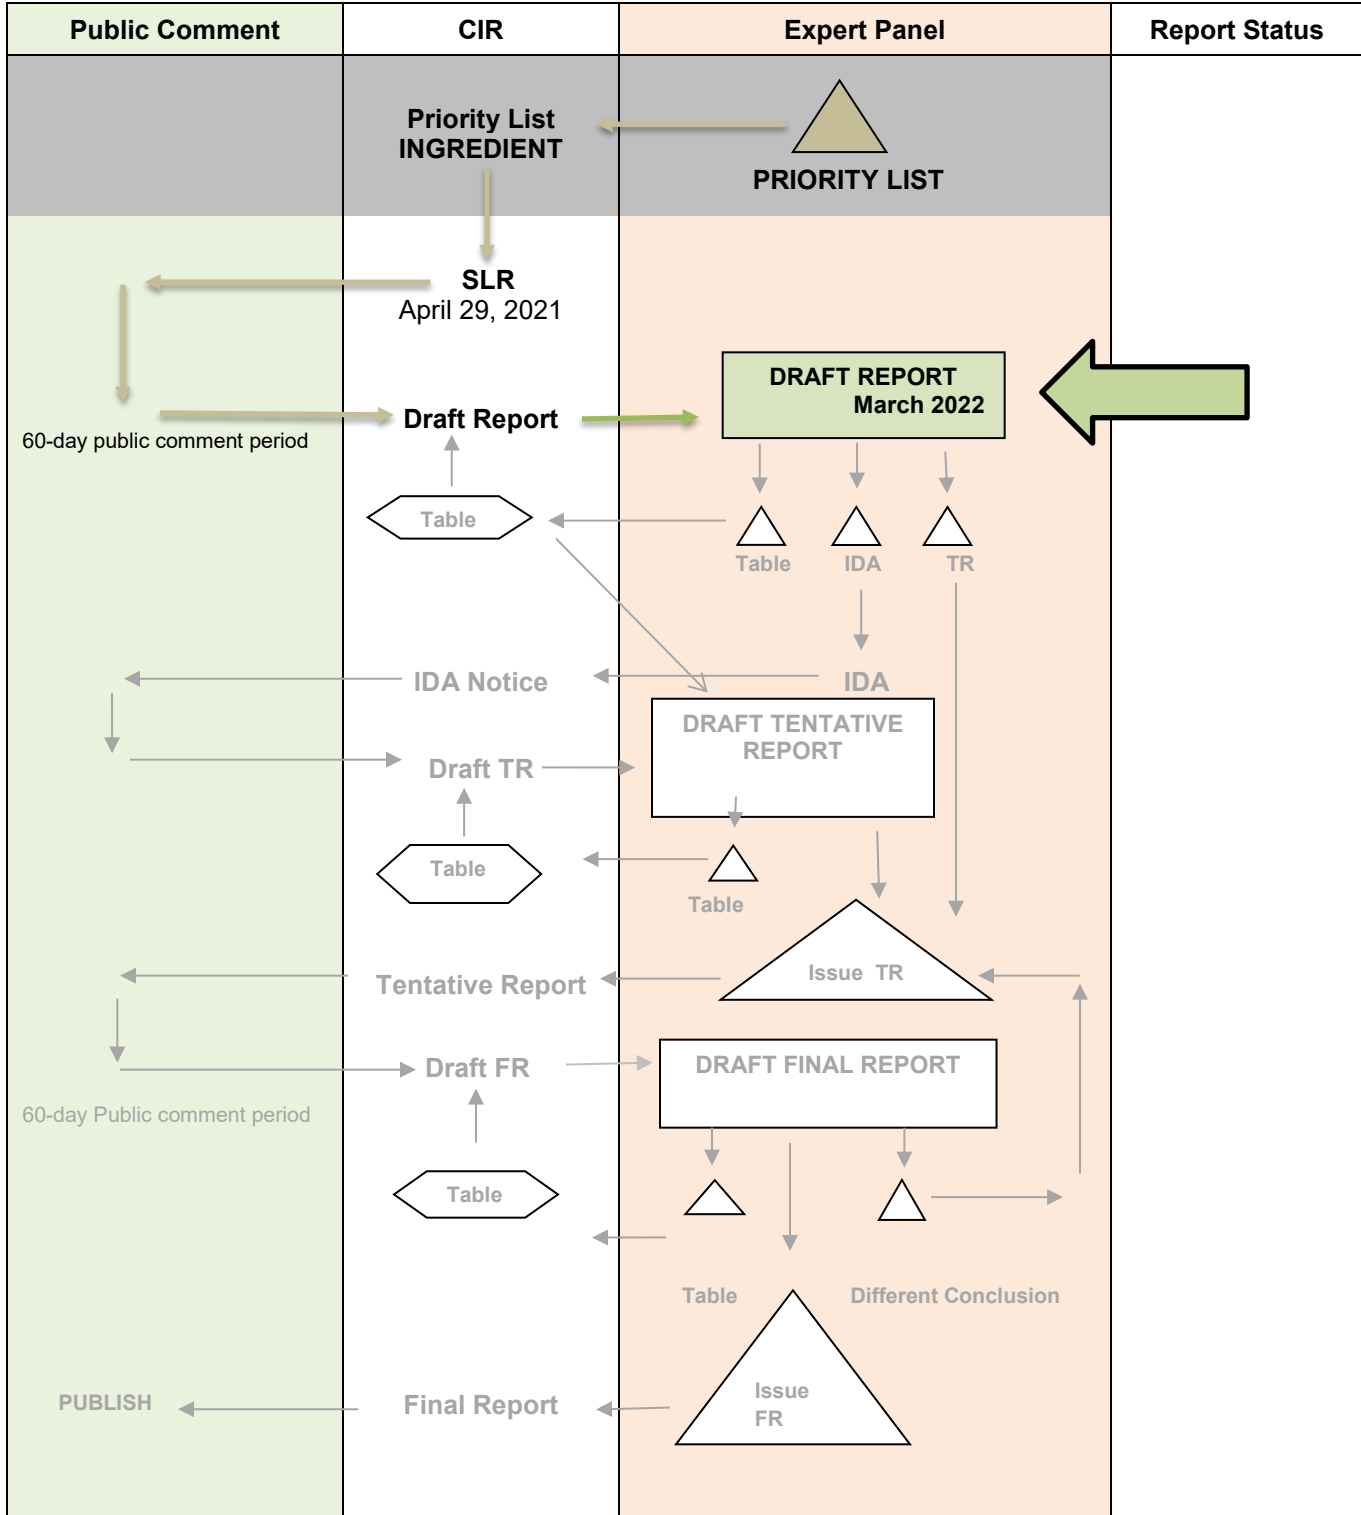 Public Comment
CIR
Expert Panel
Report Status
Priority List
INGREDIENT
PRIORITY LIST
SLR
April 29, 2021
DRAFT REPORT
March 2022
60-day public comment period
Draft Report
Table
Table
IDA
TR
IDA Notice
IDA
DRAFT TENTATIVE
REPORT
Draft TR
Table
Table
Issue TR
Tentative Report
Draft FR
DRAFT FINAL REPORT
60-day Public comment period
Table
Table
Different Conclusion
Issue
FR
PUBLISH
Final Report